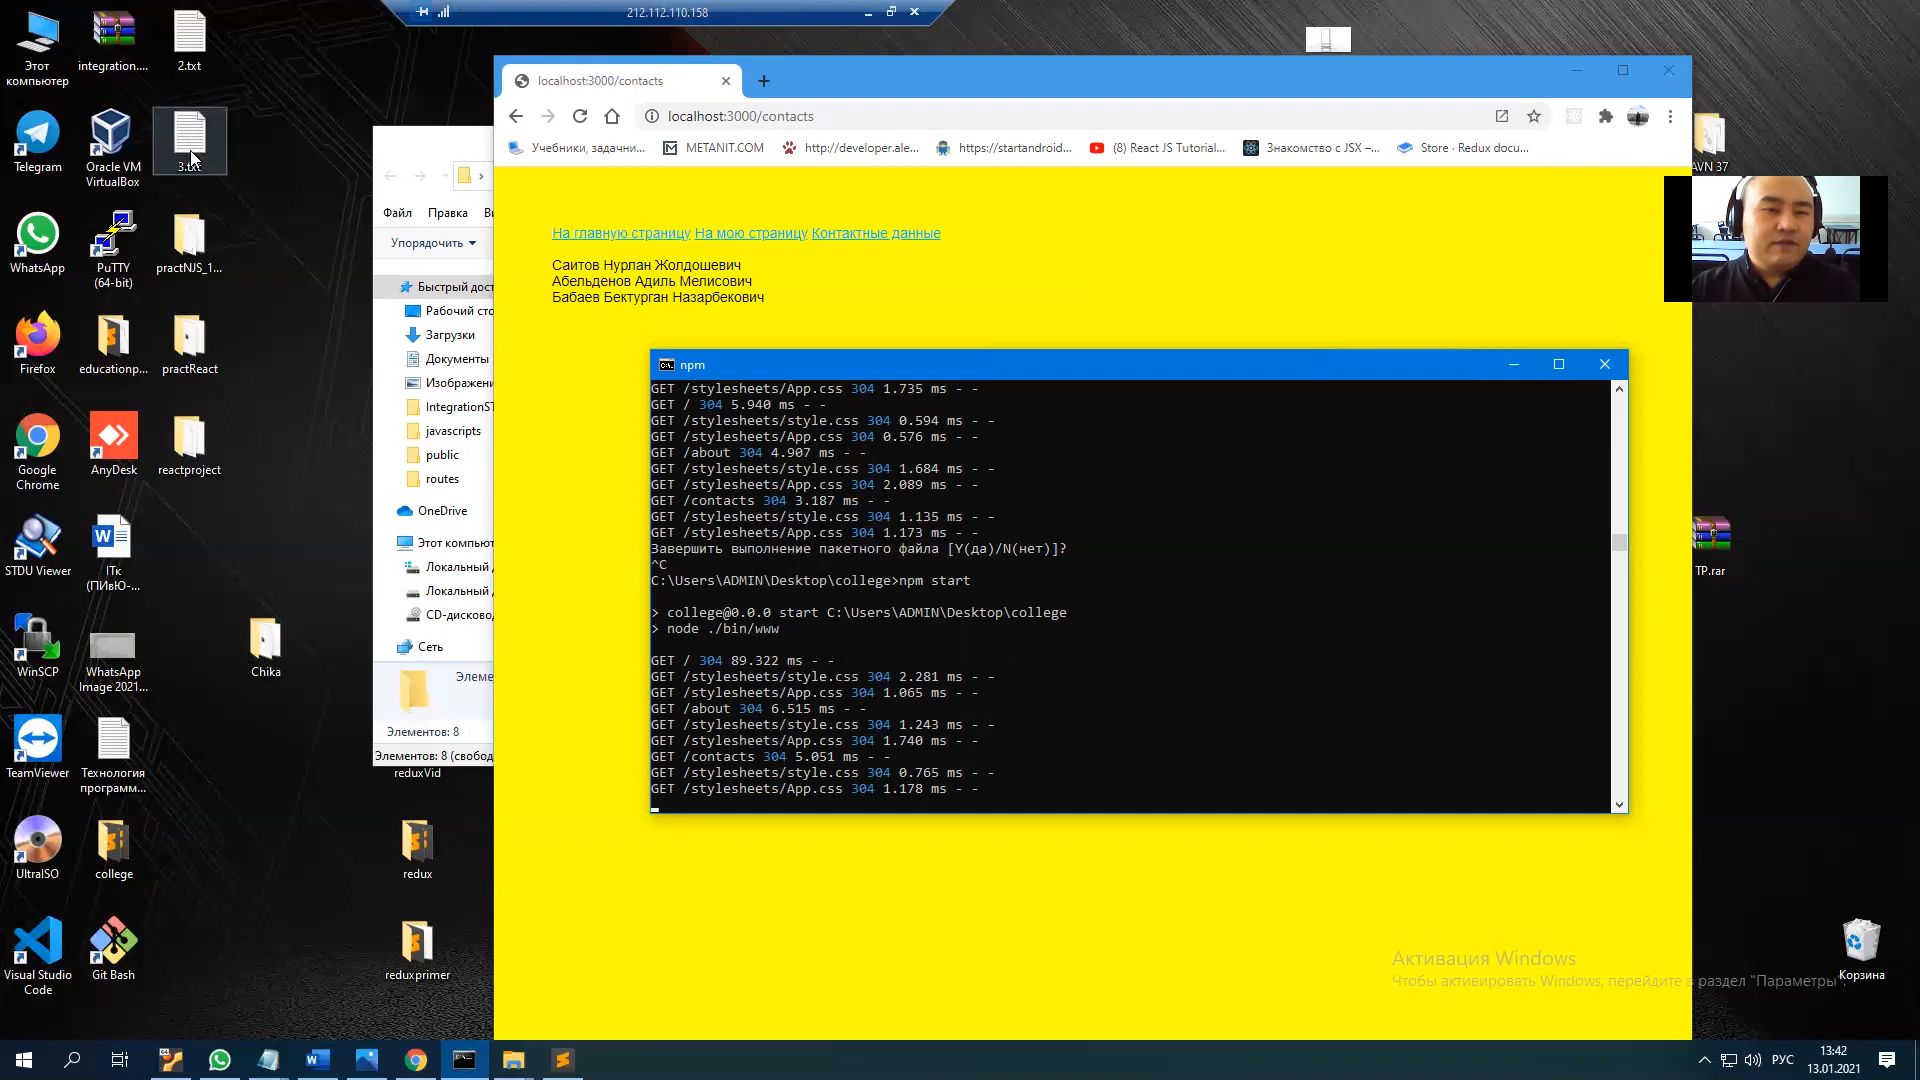 212.112.110.158
Этот
компьютер
integration....
2.txt
Telegram
Oracle VM
VirtualBox
3.txt
WhatsApp
PuTTY
(64-bit)
practNJS_1...
Firefox
educationp...
practReact
Google
Chrome
AnyDesk
reactproject
STDU Viewer
ITк
(ПИвЮ-...
WinSCP
WhatsApp
Image 2021...
Chika
TeamViewer
Технология
программ...
UltraISO
college
Visual Studio
Code
Git Bash
Файл
Правка
Упорядочить
Быстрый дост
Рабочий сто
Загрузки
Документы
Изображени
IntegrationST
javascripts
public
routes
OneDrive
Этот компьют
Локальный
Локальный
CD-дисково
Сеть
Элеме
Элементов: 8
Элементов: 8 (свобод
reduxVid
redux
reduxprimer
localhost:3000/contacts
localhost:3000/contacts
Учебники, задачни...
METANIT.COM
http://developer.ale...
https://startandroid...
(8) React JS Tutorial...
Знакомство с JSX –...
Store · Redux docu...
На главную страницу На мою страницу Контактные данные
Саитов Нурлан Жолдошевич
Абельденов Адиль Мелисович
Бабаев Бектурган Назарбекович
npm
GET /stylesheets/App.css 304 1.735 ms - -
GET / 304 5.940 ms - -
GET /stylesheets/style.css 304 0.594 ms - -
GET /stylesheets/App.css 304 0.576 ms - -
GET /about 304 4.907 ms - -
GET /stylesheets/style.css 304 1.684 ms - -
GET /stylesheets/App.css 304 2.089 ms - -
GET /contacts 304 3.187 ms - -
GET /stylesheets/style.css 304 1.135 ms - -
GET /stylesheets/App.css 304 1.173 ms - -
Завершить выполнение пакетного файла [Y(да)/N(нет)]?
^C
C:\Users\ADMIN\Desktop\college>npm start
> college@0.0.0 start C:\Users\ADMIN\Desktop\college
> node ./bin/www
GET / 304 89.322 ms - -
GET /stylesheets/style.css 304 2.281 ms - -
GET /stylesheets/App.css 304 1.065 ms - -
GET /about 304 6.515 ms - -
GET /stylesheets/style.css 304 1.243 ms - -
GET /stylesheets/App.css 304 1.740 ms - -
GET /contacts 304 5.051 ms - -
GET /stylesheets/style.css 304 0.765 ms - -
GET /stylesheets/App.css 304 1.178 ms - -
AVN 37
TP.rar
Активация Windows
Чтобы активировать Windows, перейдите в раздел "Параметры".
Корзина
РУС
13:42
13.01.2021